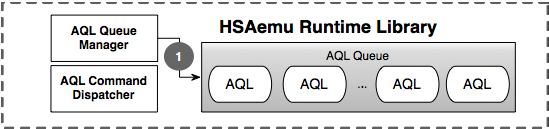 AQL Queue
Manager
AQL Command
Dispatcher
HSAemu Runtime Library
1
AQL Queue
AQL AQL ... AQL AQL